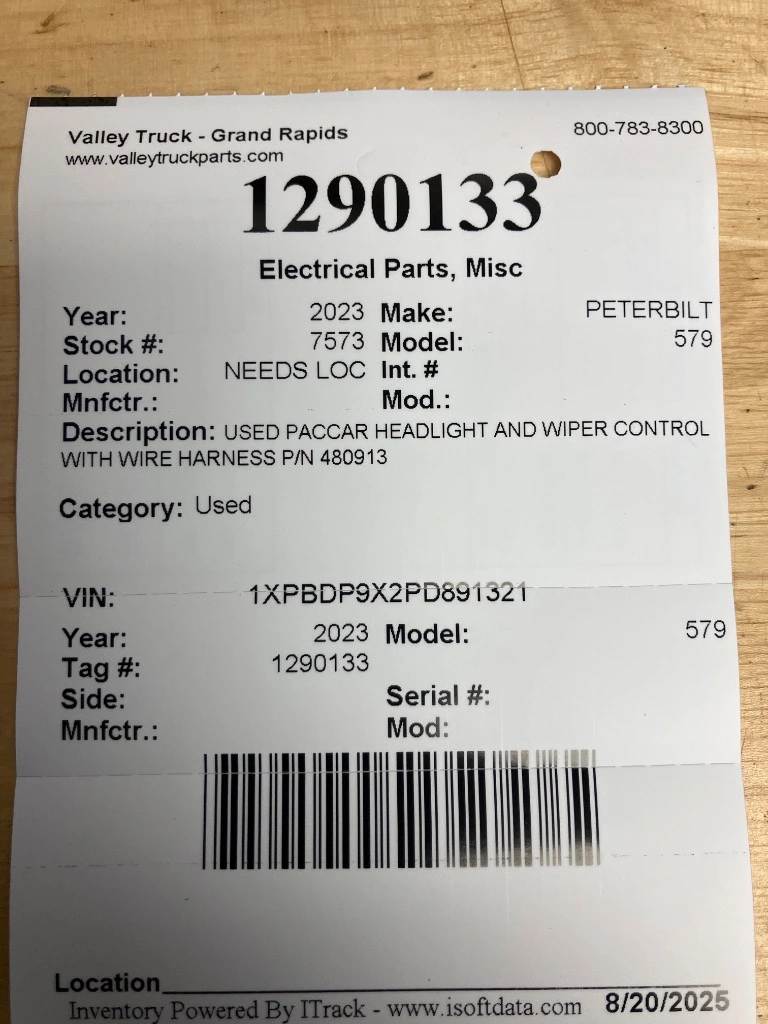 Valley Truck - Grand Rapids 800-783-8300
www.valleytruckparts.com
1290133
Electrical Parts, Misc
Year: 2023 Make: PETERBILT
Stock #: 7573 Model: 579
Location: NEEDS LOC Int. #
Mnfctr.: Mod.:
Description: USED PACCAR HEADLIGHT AND WIPER CONTROL
WITH WIRE HARNESS P/N 480913
Category: Used
VIN: 1XPBDP9X2PD891321
Year: 2023 Model: 579
Tag #: 1290133
Side: Serial #:
Mnfctr.: Mod:
Location
Inventory Powered By ITrack - www.isoftdata.com 8/20/2025